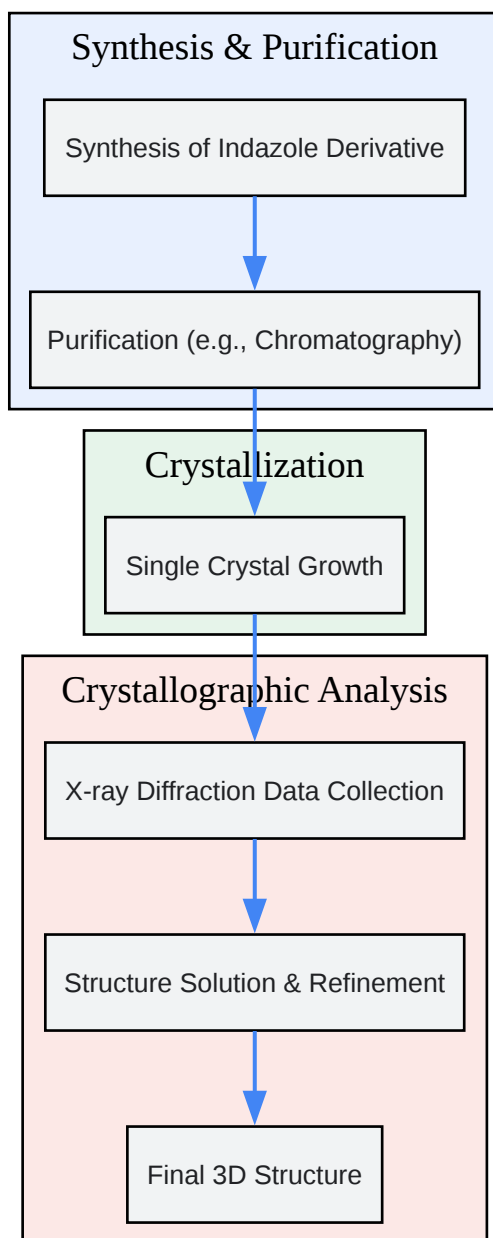 Synthesis & Purification
Synthesis of Indazole Derivative
Purification (e.g., Chromatography)
Crystallization
Single Crystal Growth
Crystallographic Analysis
X-ray Diffraction Data Collection
Structure Solution & Refinement
Final 3D Structure